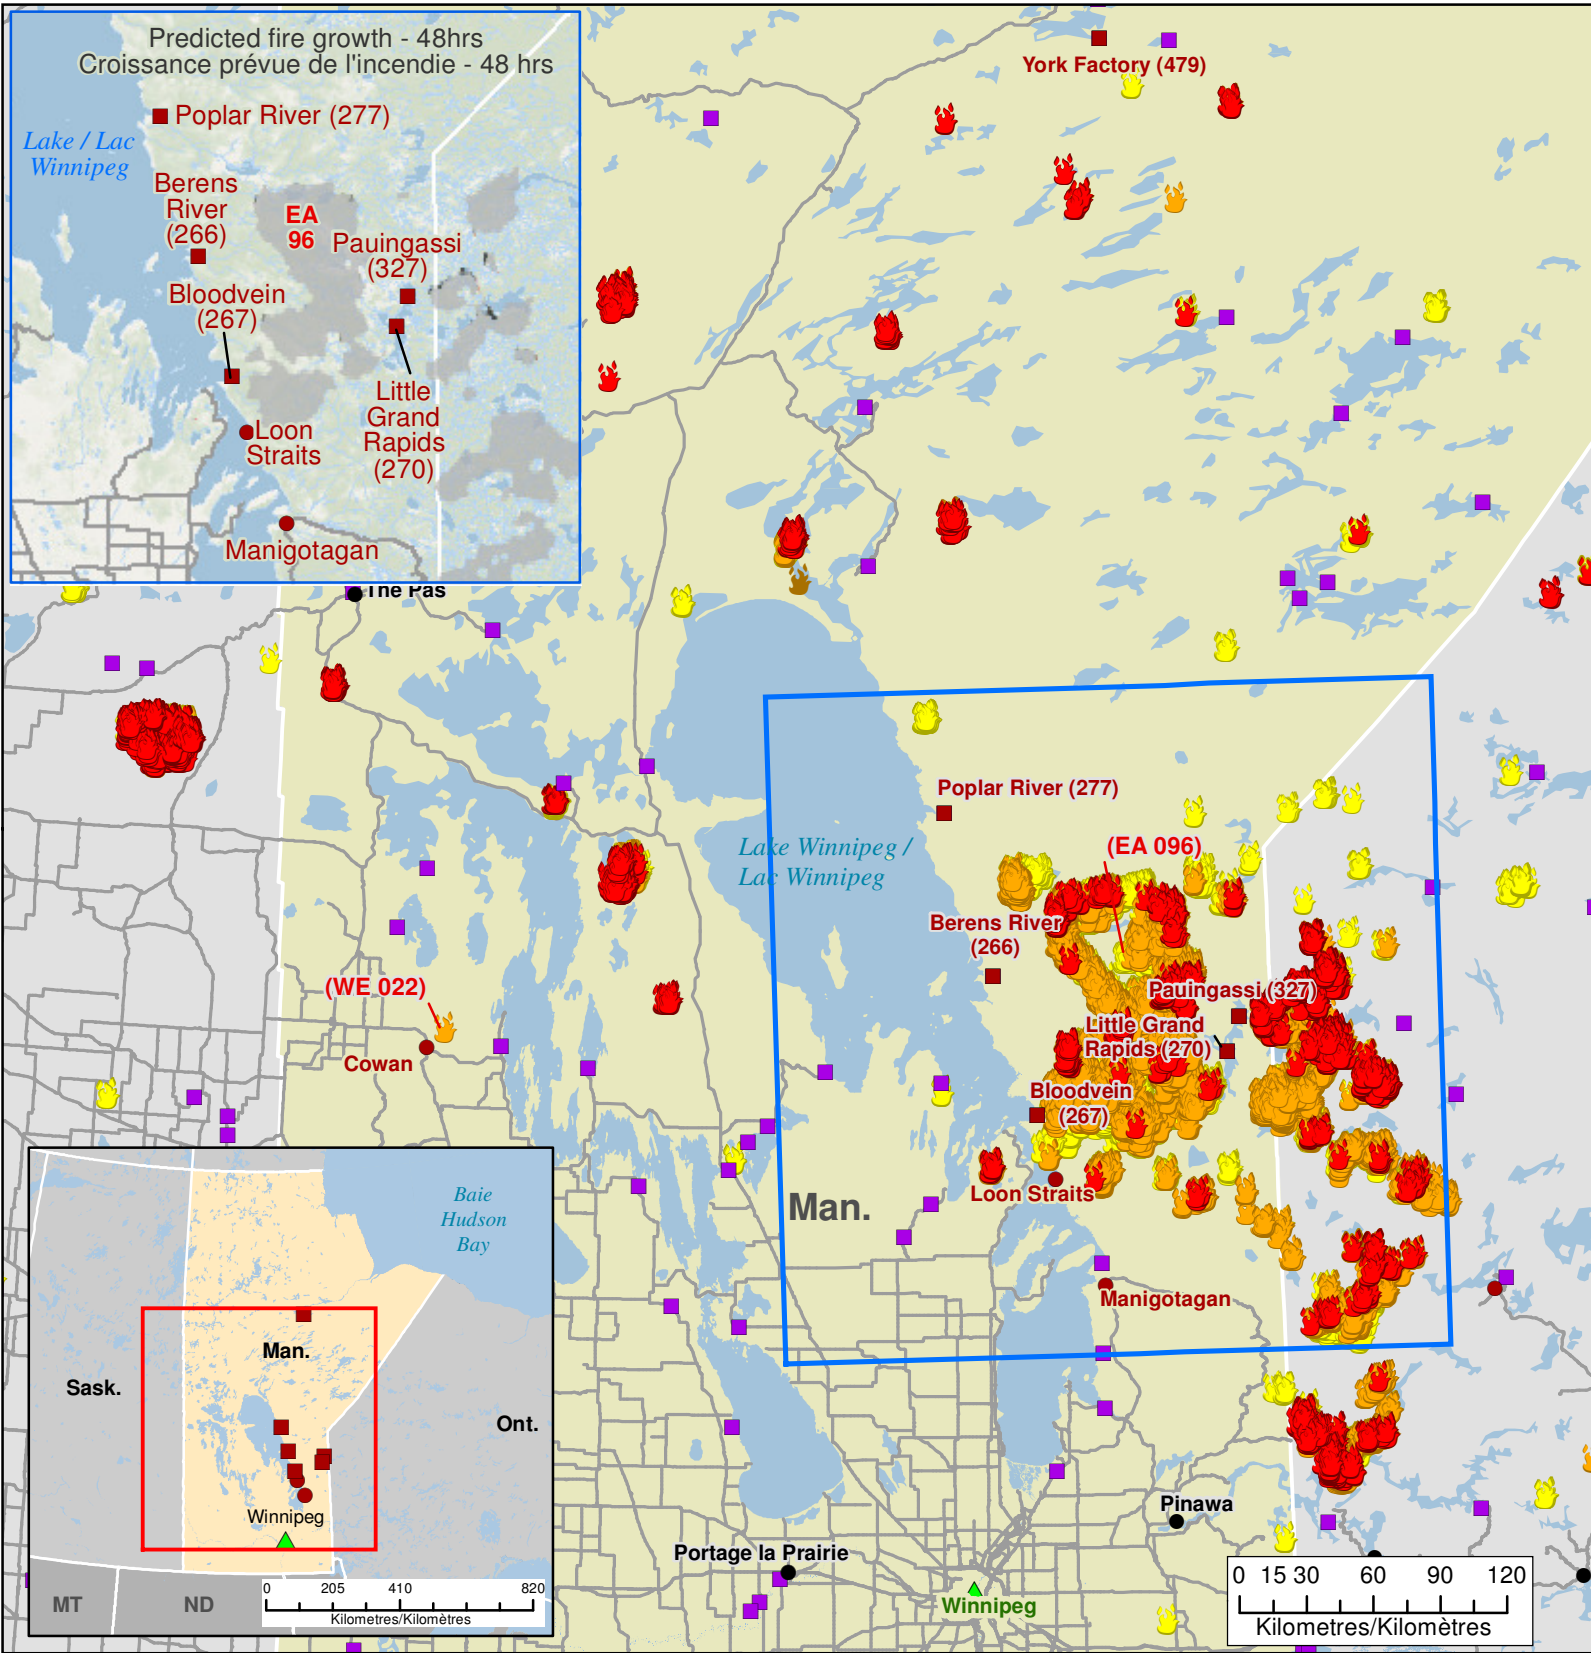 Predicted fire growth - 48hrs
Croissance prévue de l'incendie - 48 hrs
Poplar River (277)
Lake / Lac
Winnipeg
Berens
River
(266)
EA
96
Pauingassi
(327)
Bloodvein
(267)
Little
Grand
Rapids
(270)
Loon
Straits
Manigotagan
York Factory (479)
The Pas
Poplar River (277)
Lake Winnipeg /
Lac Winnipeg
(EA 096)
Berens River
(266)
(WE 022)
Pauingassi (327)
Little Grand
Rapids (270)
Cowan
Bloodvein
(267)
Loon Straits
Man.
Manigotagan
Baie
Hudson
Bay
Man.
Sask.
Ont.
Winnipeg
MT
ND
0 205 410 820
Kilometres/Kilomètres
Pinawa
Portage la Prairie
Winnipeg
0 15 30 60 90 120
Kilometres/Kilomètres